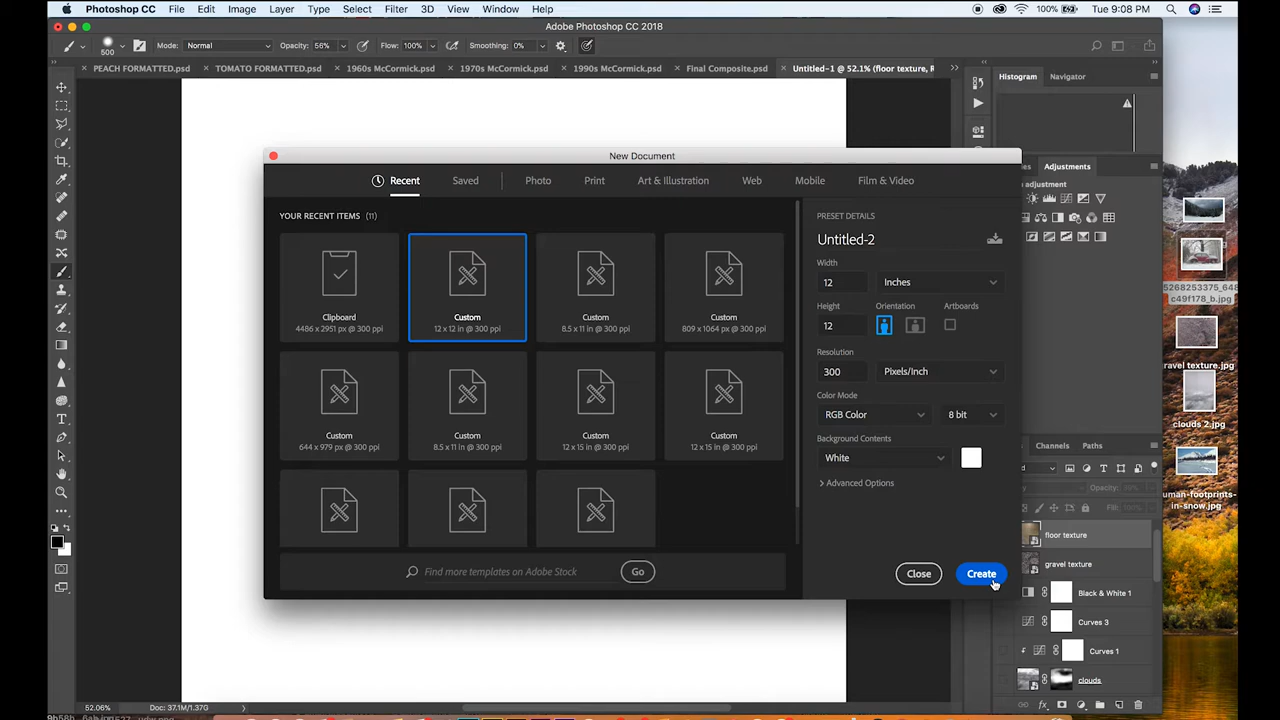 Photoshop CC File Edit Image Layer Type Select Filter 3D View Window Help 100% Tue 9:08 PM
Adobe Photoshop CC 2018
500 Mode: Normal Opacity: 56% Flow: 100% Smoothing: 0%
PEACH FORMATTED.psd TOMATO FORMATTED.psd 1960s McCormick.psd 1970s McCormick.psd 1990s McCormick.psd Final Composite.psd Untitled-1 @ 52.1% (floor texture, R
Histogram Navigator
New Document
Adjustments
Recent Saved Photo Print Art & Illustration Web Mobile Film & Video
adjustment
YOUR RECENT ITEMS (11)
PRESET DETAILS
Untitled-2
Width
12 Inches
Height Orientation Artboards
12
Resolution
300 Pixels/Inch
Color Mode
RGB Color 8 bit
Background Contents
White
Advanced Options
Clipboard
4486 x 2951 px @ 300 ppi
Custom
12 x 12 in @ 300 ppi
Custom
8.5 x 11 in @ 300 ppi
Custom
809 x 1064 px @ 300 ppi
Custom
644 x 979 px @ 300 ppi
Custom
8.5 x 11 in @ 300 ppi
Custom
12 x 15 in @ 300 ppi
Custom
12 x 15 in @ 300 ppi
Find more templates on Adobe Stock Go
Close Create
5268253375_648
c49f178_b.jpg
ravel texture.jpg
clouds 2.jpg
uman-footprints-
in-snow.jpg
Channels Paths
Opacity:
Fill:
floor texture
gravel texture
Black & White 1
Curves 3
Curves 1
clouds
52.06% Doc: 37.1M/1.37G